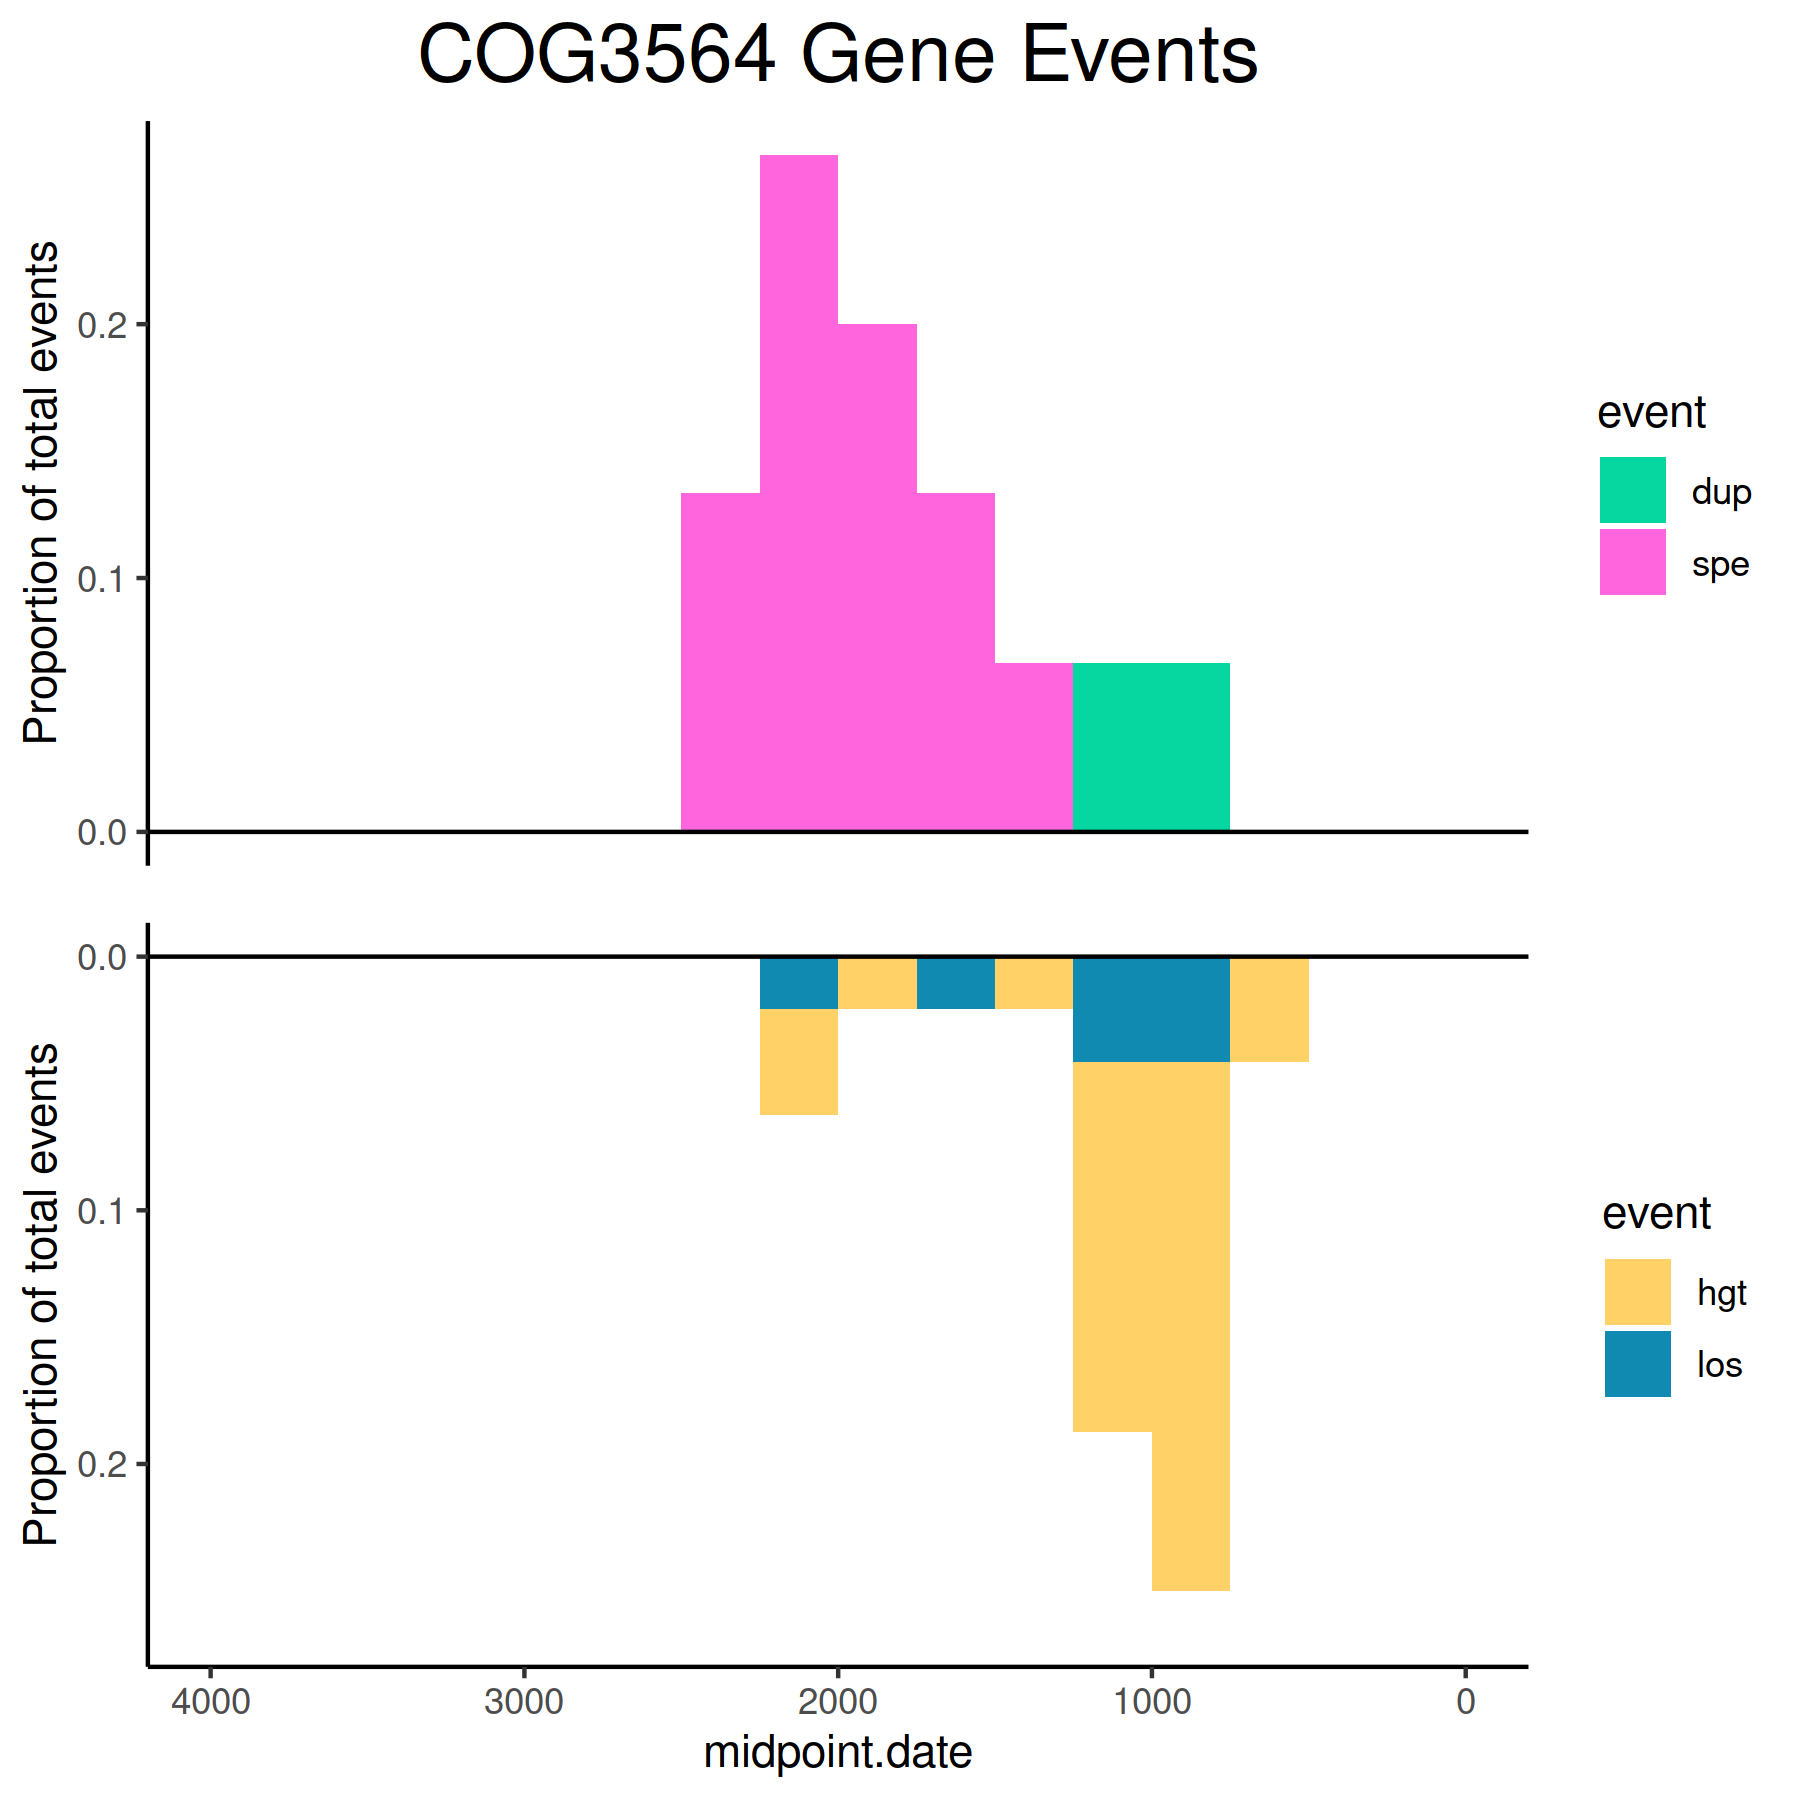 COG3564 Gene Events
Proportion of total events
0.2
0.1
0.0
event
dup
spe
Proportion of total events
0.0
0.1
0.2
event
hgt
los
4000 3000 2000 1000 0
midpoint.date